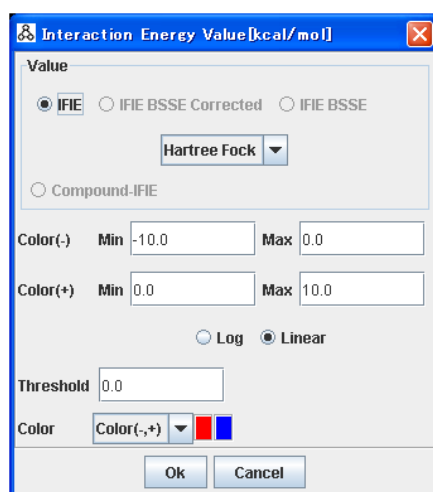 Interaction Energy Value[kcal/mol]
Value
IFIE IFIE BSSE Corrected IFIE BSSE
Hartree Fock
Compound-IFIE
Color(-) Min -10.0 Max 0.0
Color(+) Min 0.0 Max 10.0
Log Linear
Threshold 0.0
Color Color(-,+)
Ok Cancel